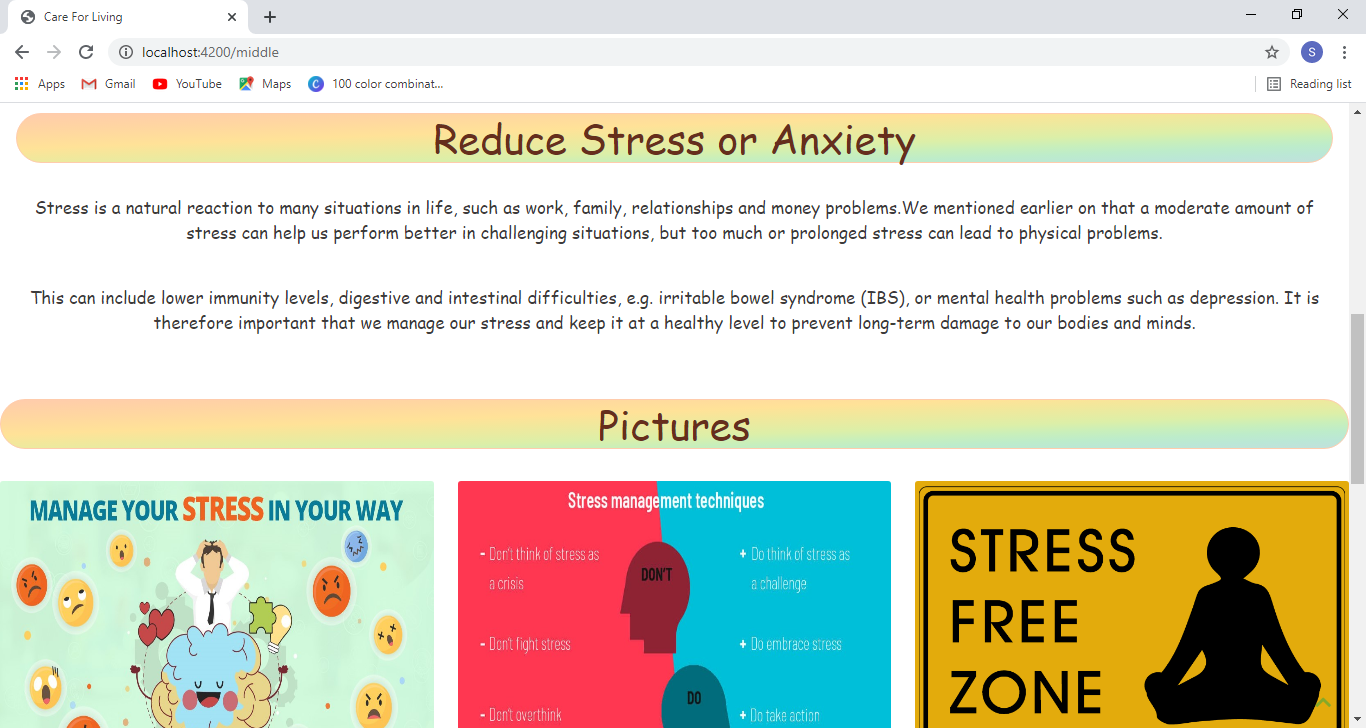 Care For Living
localhost:4200/middle
S
Apps Gmail YouTube Maps C 100 color combinat... Reading list
Reduce Stress or Anxiety
Stress is a natural reaction to many situations in life, such as work, family, relationships and money problems.We mentioned earlier on that a moderate amount of
stress can help us perform better in challenging situations, but too much or prolonged stress can lead to physical problems.
This can include lower immunity levels, digestive and intestinal difficulties, e.g. irritable bowel syndrome (IBS), or mental health problems such as depression. It is
therefore important that we manage our stress and keep it at a healthy level to prevent long-term damage to our bodies and minds.
Pictures
MANAGE YOUR STRESS IN YOUR WAY
Stress management techniques
- Don't think of stress as
a crisis
DON'T
- Don't fight stress
- Don't overthink
+ Do think of stress as
a challenge
+ Do embrace stress
DO
+ Do take action
STRESS
FREE
ZONE